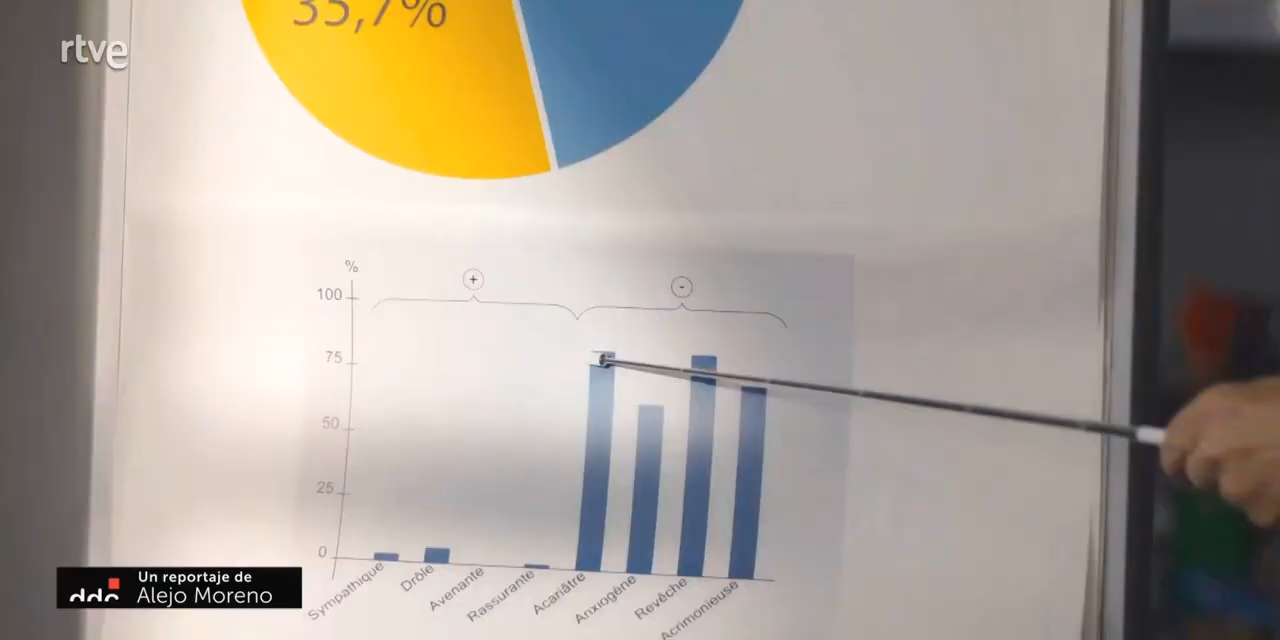 rtve
35,7%
%
+
-
100
75
50
25
0
Sympathique
Drôle
Avenante
Rassurante
Acariâtre
Anxiogène
Revêche
Acrimonieuse
ddc
Un reportaje de
Alejo Moreno